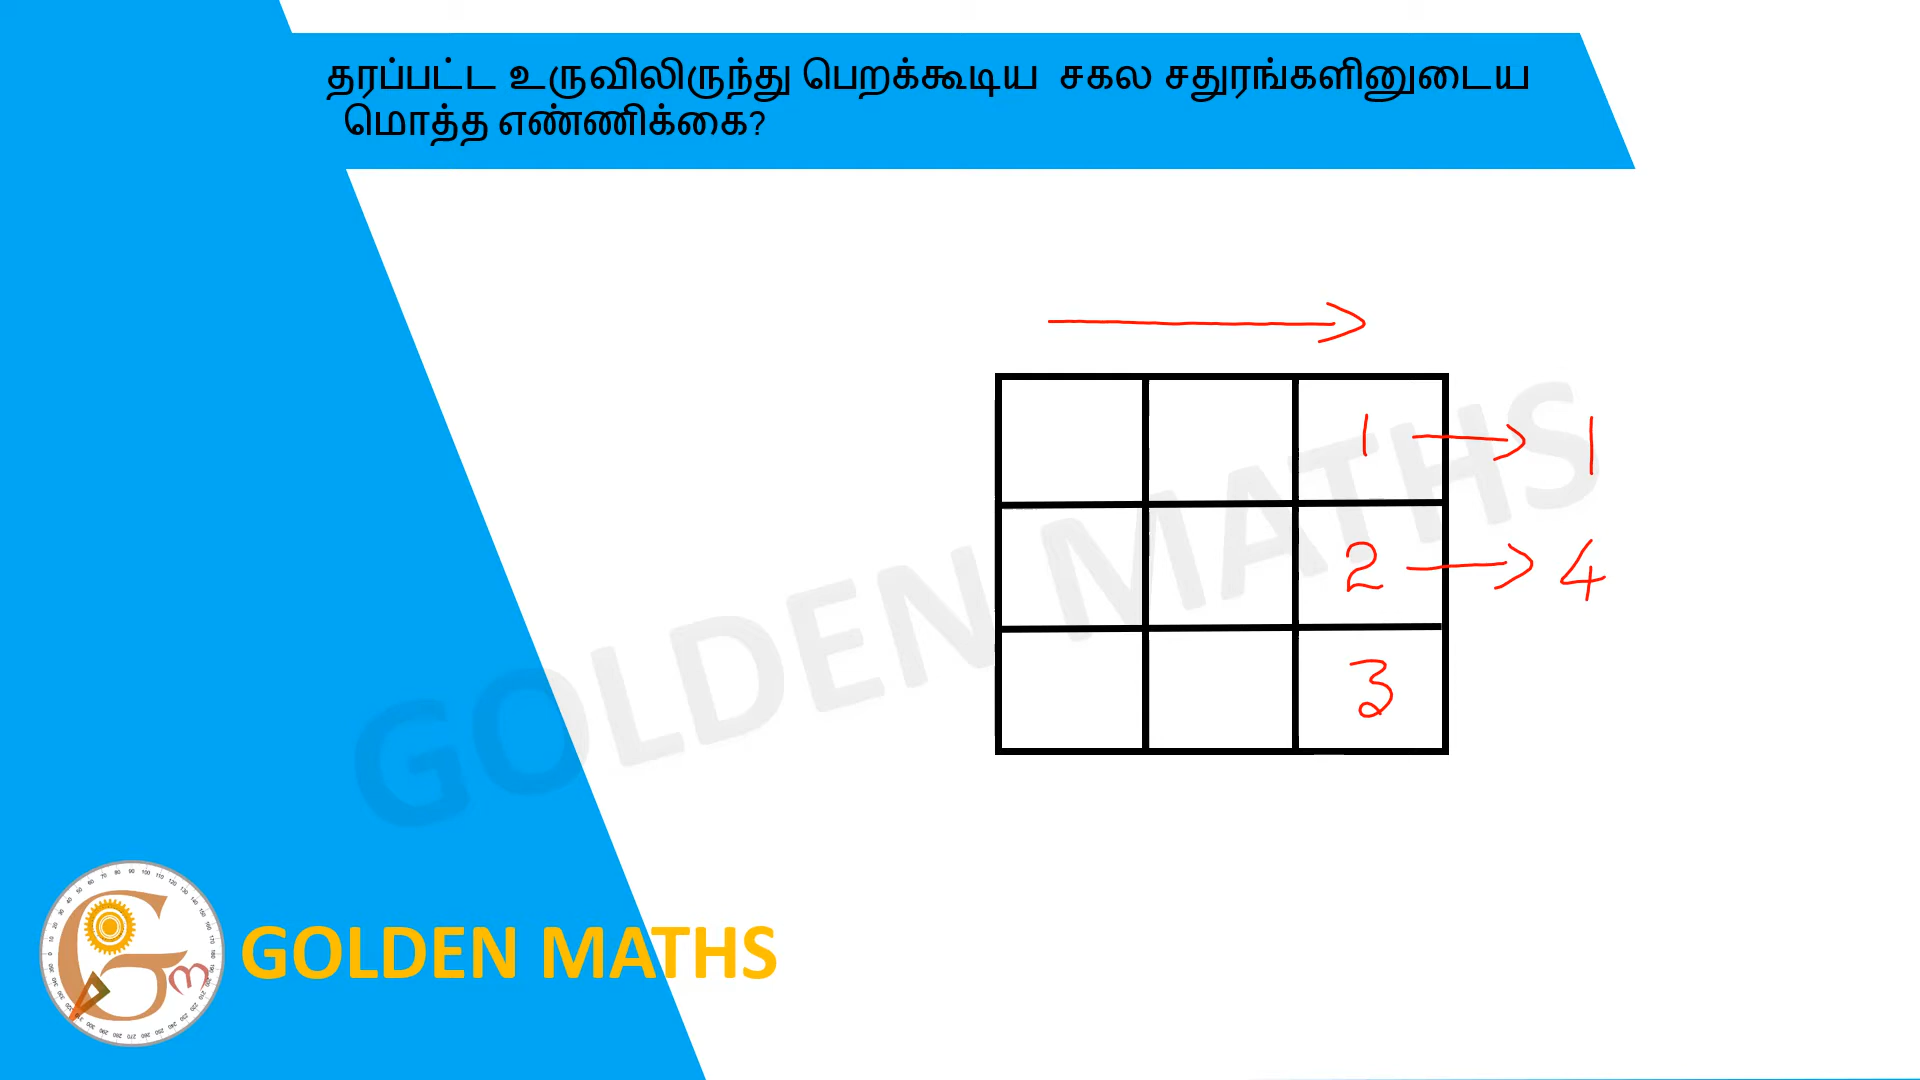 தரப்பட்ட உருவிலிருந்து பெறக்கூடிய சகல சதுரங்களினுடைய
மொத்த எண்ணிக்கை?
1 → 1
2 → 4
3
GOLDEN MATHS
GOLDEN MATHS